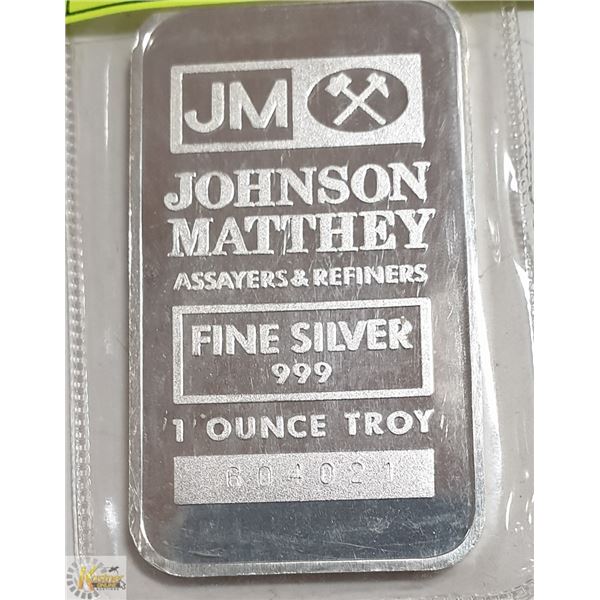 JM
JOHNSON
MATTHEY
ASSAYERS & REFINERS
FINE SILVER
999
1 OUNCE TROY
604021